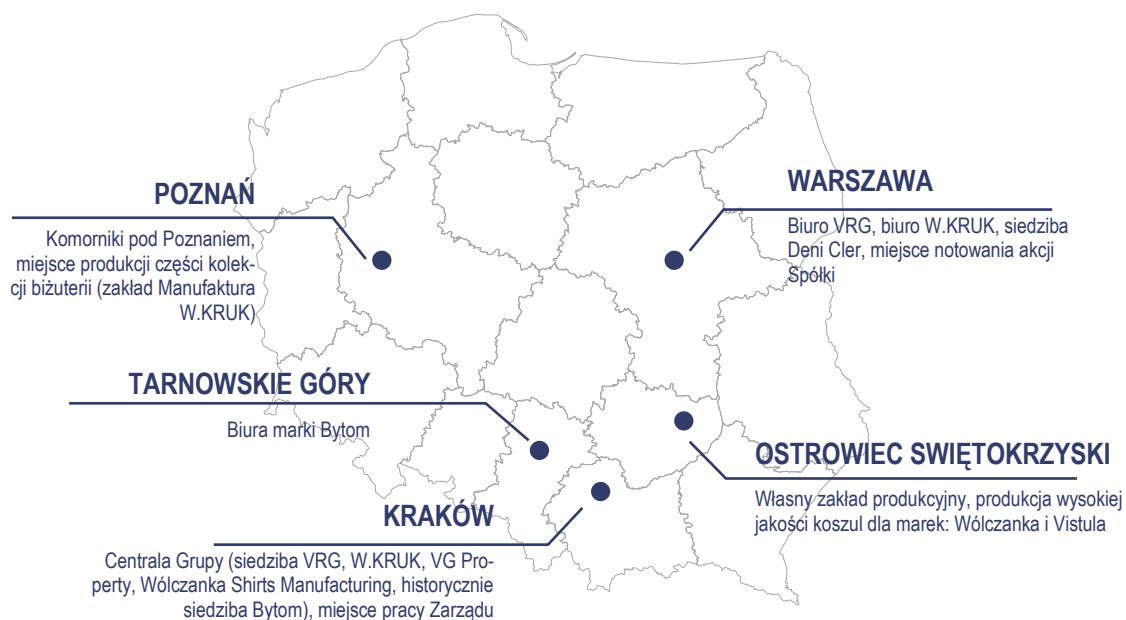 POZNAŃ
Komorniki pod Poznaniem,
miejsce produkcji części kolek-
cji biżuterii (zakład Manufaktura
W.KRUK)
WARSZAWA
Biuro VRG, biuro W.KRUK, siedziba
Deni Cler, miejsce notowania akcji
Spółki
TARNOWSKIE GÓRY
Biura marki Bytom
OSTROWIEC SWIĘTOKRZYSKI
Własny zakład produkcyjny, produkcja wysokiej
jakości koszul dla marek: Wólczanka i Vistula
KRAKÓW
Centrala Grupy (siedziba VRG, W.KRUK, VG Pro-
perty, Wólczanka Shirts Manufacturing, historycznie
siedziba Bytom), miejsce pracy Zarządu